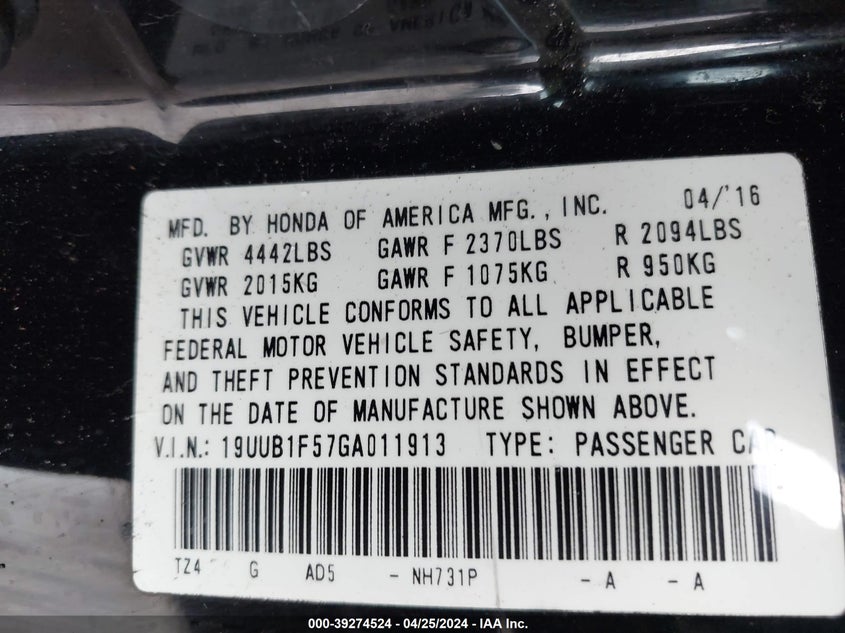 MFD. BY HONDA OF AMERICA MFG., INC. 04/'16
GVWR 4442LBS GAWR F 2370LBS R 2094LBS
GVWR 2015KG GAWR F 1075KG R 950KG
THIS VEHICLE CONFORMS TO ALL APPLICABLE
FEDERAL MOTOR VEHICLE SAFETY, BUMPER,
AND THEFT PREVENTION STANDARDS IN EFFECT
ON THE DATE OF MANUFACTURE SHOWN ABOVE.
V.I.N.: 19UUB1F57GA011913 TYPE: PASSENGER CAR
TZ4 G AD5 - NH731P - A - A
000-39274524 - 04/25/2024 - IAA Inc.